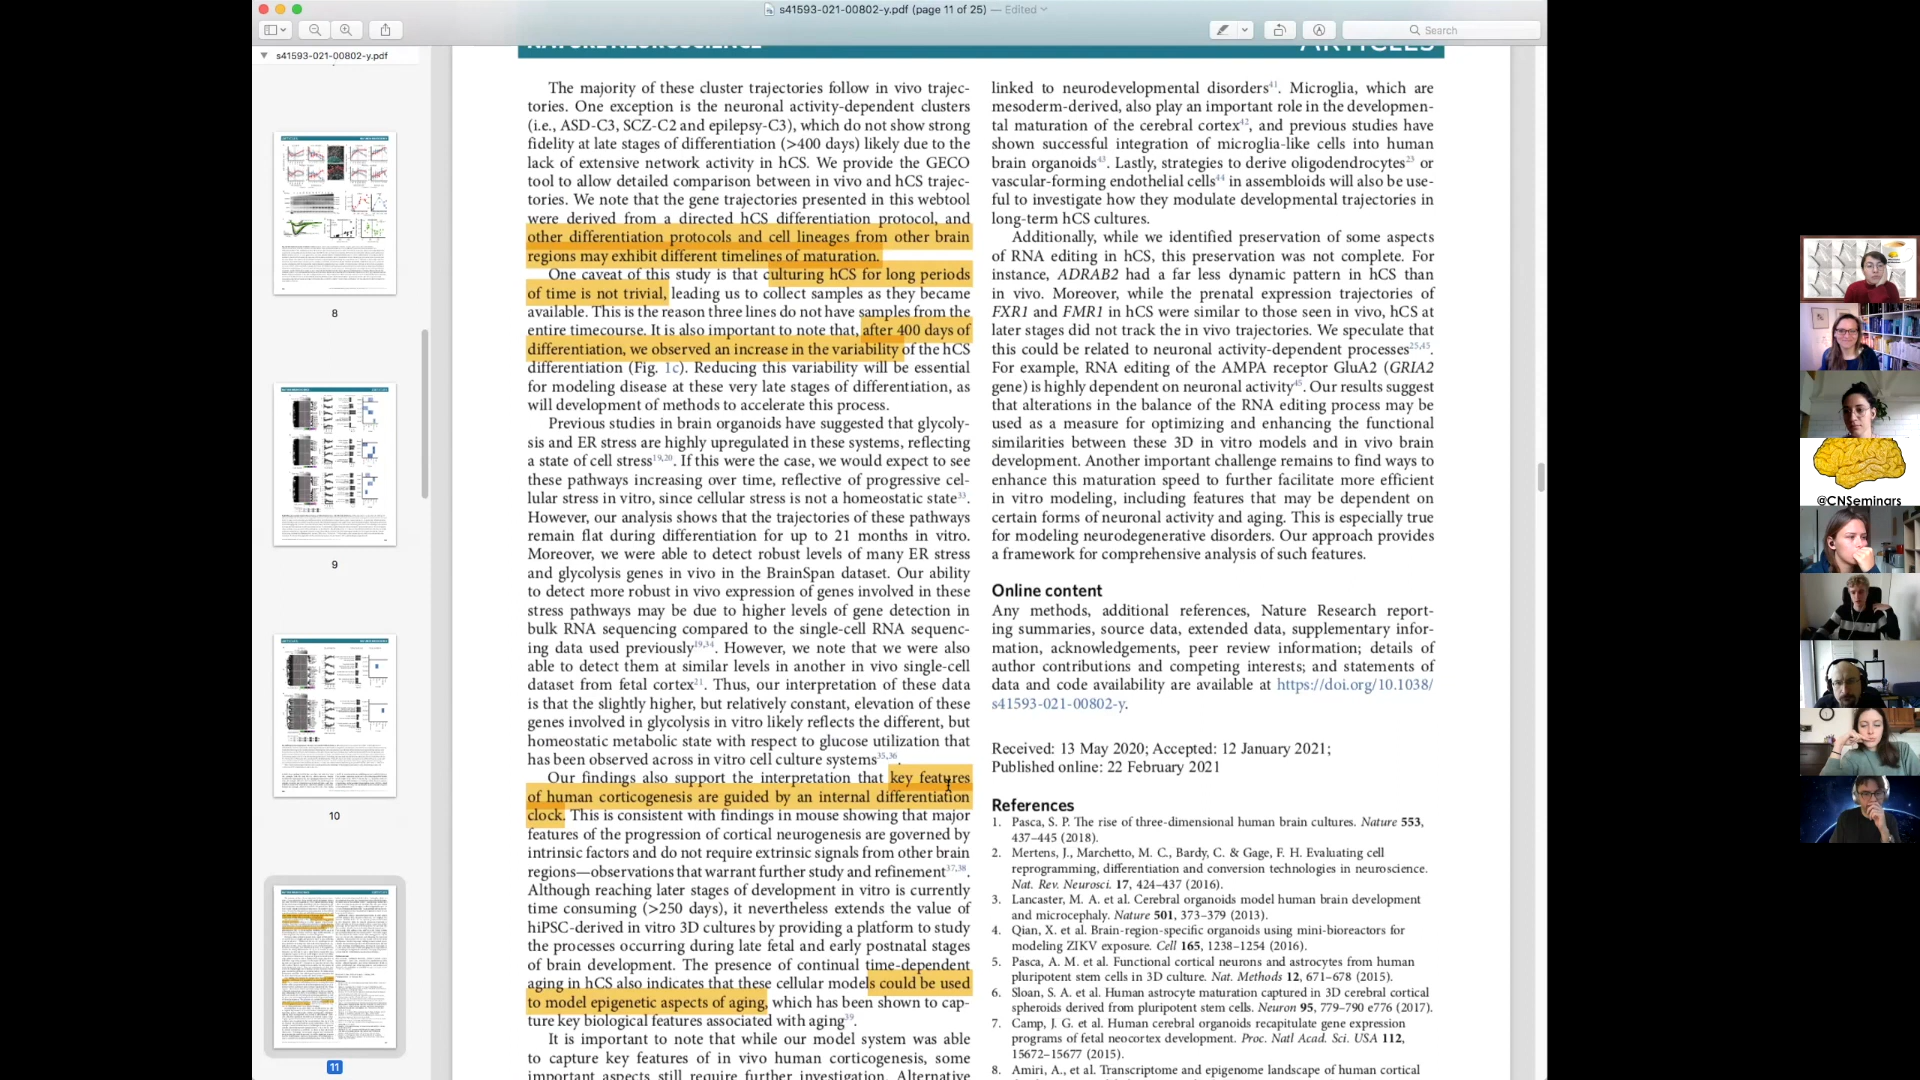 s41593-021-00802-y.pdf (page 11 of 25) — Edited
Search
s41593-021-00802-y.pdf
8
9
10
11
NATURE NEUROSCIENCE
ARTICLES
The majority of these cluster trajectories follow in vivo trajec-
tories. One exception is the neuronal activity-dependent clusters
(i.e., ASD-C3, SCZ-C2 and epilepsy-C3), which do not show strong
fidelity at late stages of differentiation (>400 days) likely due to the
lack of extensive network activity in hCS. We provide the GECO
tool to allow detailed comparison between in vivo and hCS trajec-
tories. We note that the gene trajectories presented in this webtool
were derived from a directed hCS differentiation protocol, and
other differentiation protocols and cell lineages from other brain
regions may exhibit different timelines of maturation.
One caveat of this study is that culturing hCS for long periods
of time is not trivial, leading us to collect samples as they became
available. This is the reason three lines do not have samples from the
entire timecourse. It is also important to note that, after 400 days of
differentiation, we observed an increase in the variability of the hCS
differentiation (Fig. 1c). Reducing this variability will be essential
for modeling disease at these very late stages of differentiation, as
will development of methods to accelerate this process.
Previous studies in brain organoids have suggested that glycoly-
sis and ER stress are highly upregulated in these systems, reflecting
a state of cell stress19,20. If this were the case, we would expect to see
these pathways increasing over time, reflective of progressive cel-
lular stress in vitro, since cellular stress is not a homeostatic state33.
However, our analysis shows that the trajectories of these pathways
remain flat during differentiation for up to 21 months in vitro.
Moreover, we were able to detect robust levels of many ER stress
and glycolysis genes in vivo in the BrainSpan dataset. Our ability
to detect more robust in vivo expression of genes involved in these
stress pathways may be due to higher levels of gene detection in
bulk RNA sequencing compared to the single-cell RNA sequenc-
ing data used previously19,34. However, we note that we were also
able to detect them at similar levels in another in vivo single-cell
dataset from fetal cortex21. Thus, our interpretation of these data
is that the slightly higher, but relatively constant, elevation of these
genes involved in glycolysis in vitro likely reflects the different, but
homeostatic metabolic state with respect to glucose utilization that
has been observed across in vitro cell culture systems35,36.
Our findings also support the interpretation that key features
of human corticogenesis are guided by an internal differentiation
clock. This is consistent with findings in mouse showing that major
features of the progression of cortical neurogenesis are governed by
intrinsic factors and do not require extrinsic signals from other brain
regions—observations that warrant further study and refinement37,38.
Although reaching later stages of development in vitro is currently
time consuming (>250 days), it nevertheless extends the value of
hiPSC-derived in vitro 3D cultures by providing a platform to study
the processes occurring during late fetal and early postnatal stages
of brain development. The presence of continual time-dependent
aging in hCS also indicates that these cellular models could be used
to model epigenetic aspects of aging, which has been shown to cap-
ture key biological features associated with aging39.
It is important to note that while our model system was able
to capture key features of in vivo human corticogenesis, some
important aspects still require further investigation. Alternative
linked to neurodevelopmental disorders41. Microglia, which are
mesoderm-derived, also play an important role in the developmen-
tal maturation of the cerebral cortex42, and previous studies have
shown successful integration of microglia-like cells into human
brain organoids43. Lastly, strategies to derive oligodendrocytes23 or
vascular-forming endothelial cells44 in assembloids will also be use-
ful to investigate how they modulate developmental trajectories in
long-term hCS cultures.
Additionally, while we identified preservation of some aspects
of RNA editing in hCS, this preservation was not complete. For
instance, ADRAB2 had a far less dynamic pattern in hCS than
in vivo. Moreover, while the prenatal expression trajectories of
FXR1 and FMR1 in hCS were similar to those seen in vivo, hCS at
later stages did not track the in vivo trajectories. We speculate that
this could be related to neuronal activity-dependent processes25,45.
For example, RNA editing of the AMPA receptor GluA2 (GRIA2
gene) is highly dependent on neuronal activity45. Our results suggest
that alterations in the balance of the RNA editing process may be
used as a measure for optimizing and enhancing the functional
similarities between these 3D in vitro models and in vivo brain
development. Another important challenge remains to find ways to
enhance this maturation speed to further facilitate more efficient
in vitro modeling, including features that may be dependent on
certain forms of neuronal activity and aging. This is especially true
for modeling neurodegenerative disorders. Our approach provides
a framework for comprehensive analysis of such features.
Online content
Any methods, additional references, Nature Research report-
ing summaries, source data, extended data, supplementary infor-
mation, acknowledgements, peer review information; details of
author contributions and competing interests; and statements of
data and code availability are available at https://doi.org/10.1038/
s41593-021-00802-y.
Received: 13 May 2020; Accepted: 12 January 2021;
Published online: 22 February 2021
References
1. Pasca, S. P. The rise of three-dimensional human brain cultures. Nature 553,
437–445 (2018).
2. Mertens, J., Marchetto, M. C., Bardy, C. & Gage, F. H. Evaluating cell
reprogramming, differentiation and conversion technologies in neuroscience.
Nat. Rev. Neurosci. 17, 424–437 (2016).
3. Lancaster, M. A. et al. Cerebral organoids model human brain development
and microcephaly. Nature 501, 373–379 (2013).
4. Qian, X. et al. Brain-region-specific organoids using mini-bioreactors for
modeling ZIKV exposure. Cell 165, 1238–1254 (2016).
5. Pasca, A. M. et al. Functional cortical neurons and astrocytes from human
pluripotent stem cells in 3D culture. Nat. Methods 12, 671–678 (2015).
6. Sloan, S. A. et al. Human astrocyte maturation captured in 3D cerebral cortical
spheroids derived from pluripotent stem cells. Neuron 95, 779–790 e776 (2017).
7. Camp, J. G. et al. Human cerebral organoids recapitulate gene expression
programs of fetal neocortex development. Proc. Natl Acad. Sci. USA 112,
15672–15677 (2015).
8. Amiri, A., et al. Transcriptome and epigenome landscape of human cortical
@CNSeminars